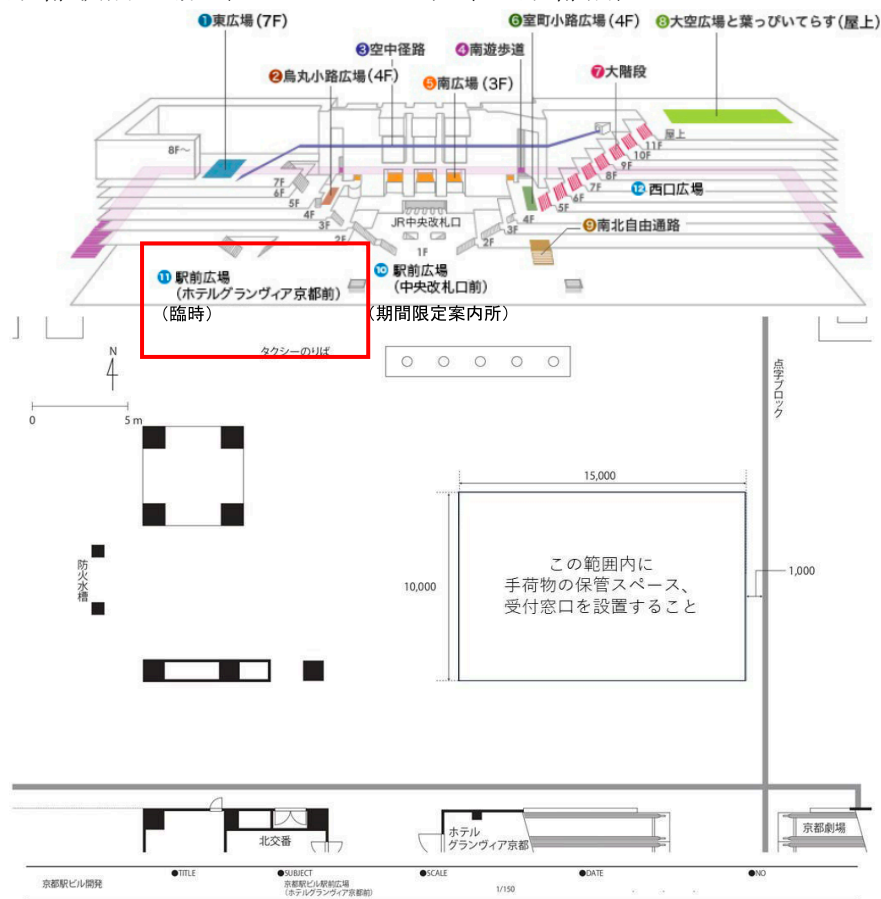 ❶東広場(7F)
❻室町小路広場(4F)
❽大空広場と葉っぴいてらす(屋上)
❸空中径路
❹南遊歩道
❷烏丸小路広場(4F)
❺南広場(3F)
❼大階段
屋上
11F
10F
9F
8F
7F
6F
5F
4F
3F
2F
8F〜
7F
6F
5F
4F
3F
2F
1F
JR中央改札口
⓬西口広場
❾南北自由通路
⓫駅前広場
(ホテルグランヴィア京都前)
(臨時)
❿駅前広場
(中央改札口前)
(期間限定案内所)
タクシーのりば
点字ブロック
N
0
5 m
15,000
10,000
この範囲内に
手荷物の保管スペース、
受付窓口を設置すること
1,000
防火水槽
北交番
ホテル
グランヴィア京都
京都劇場
京都駅ビル開発
●TITLE
●SUBJECT
京都駅ビル駅前広場
(ホテルグランヴィア京都前)
●SCALE
1/150
●DATE
●NO